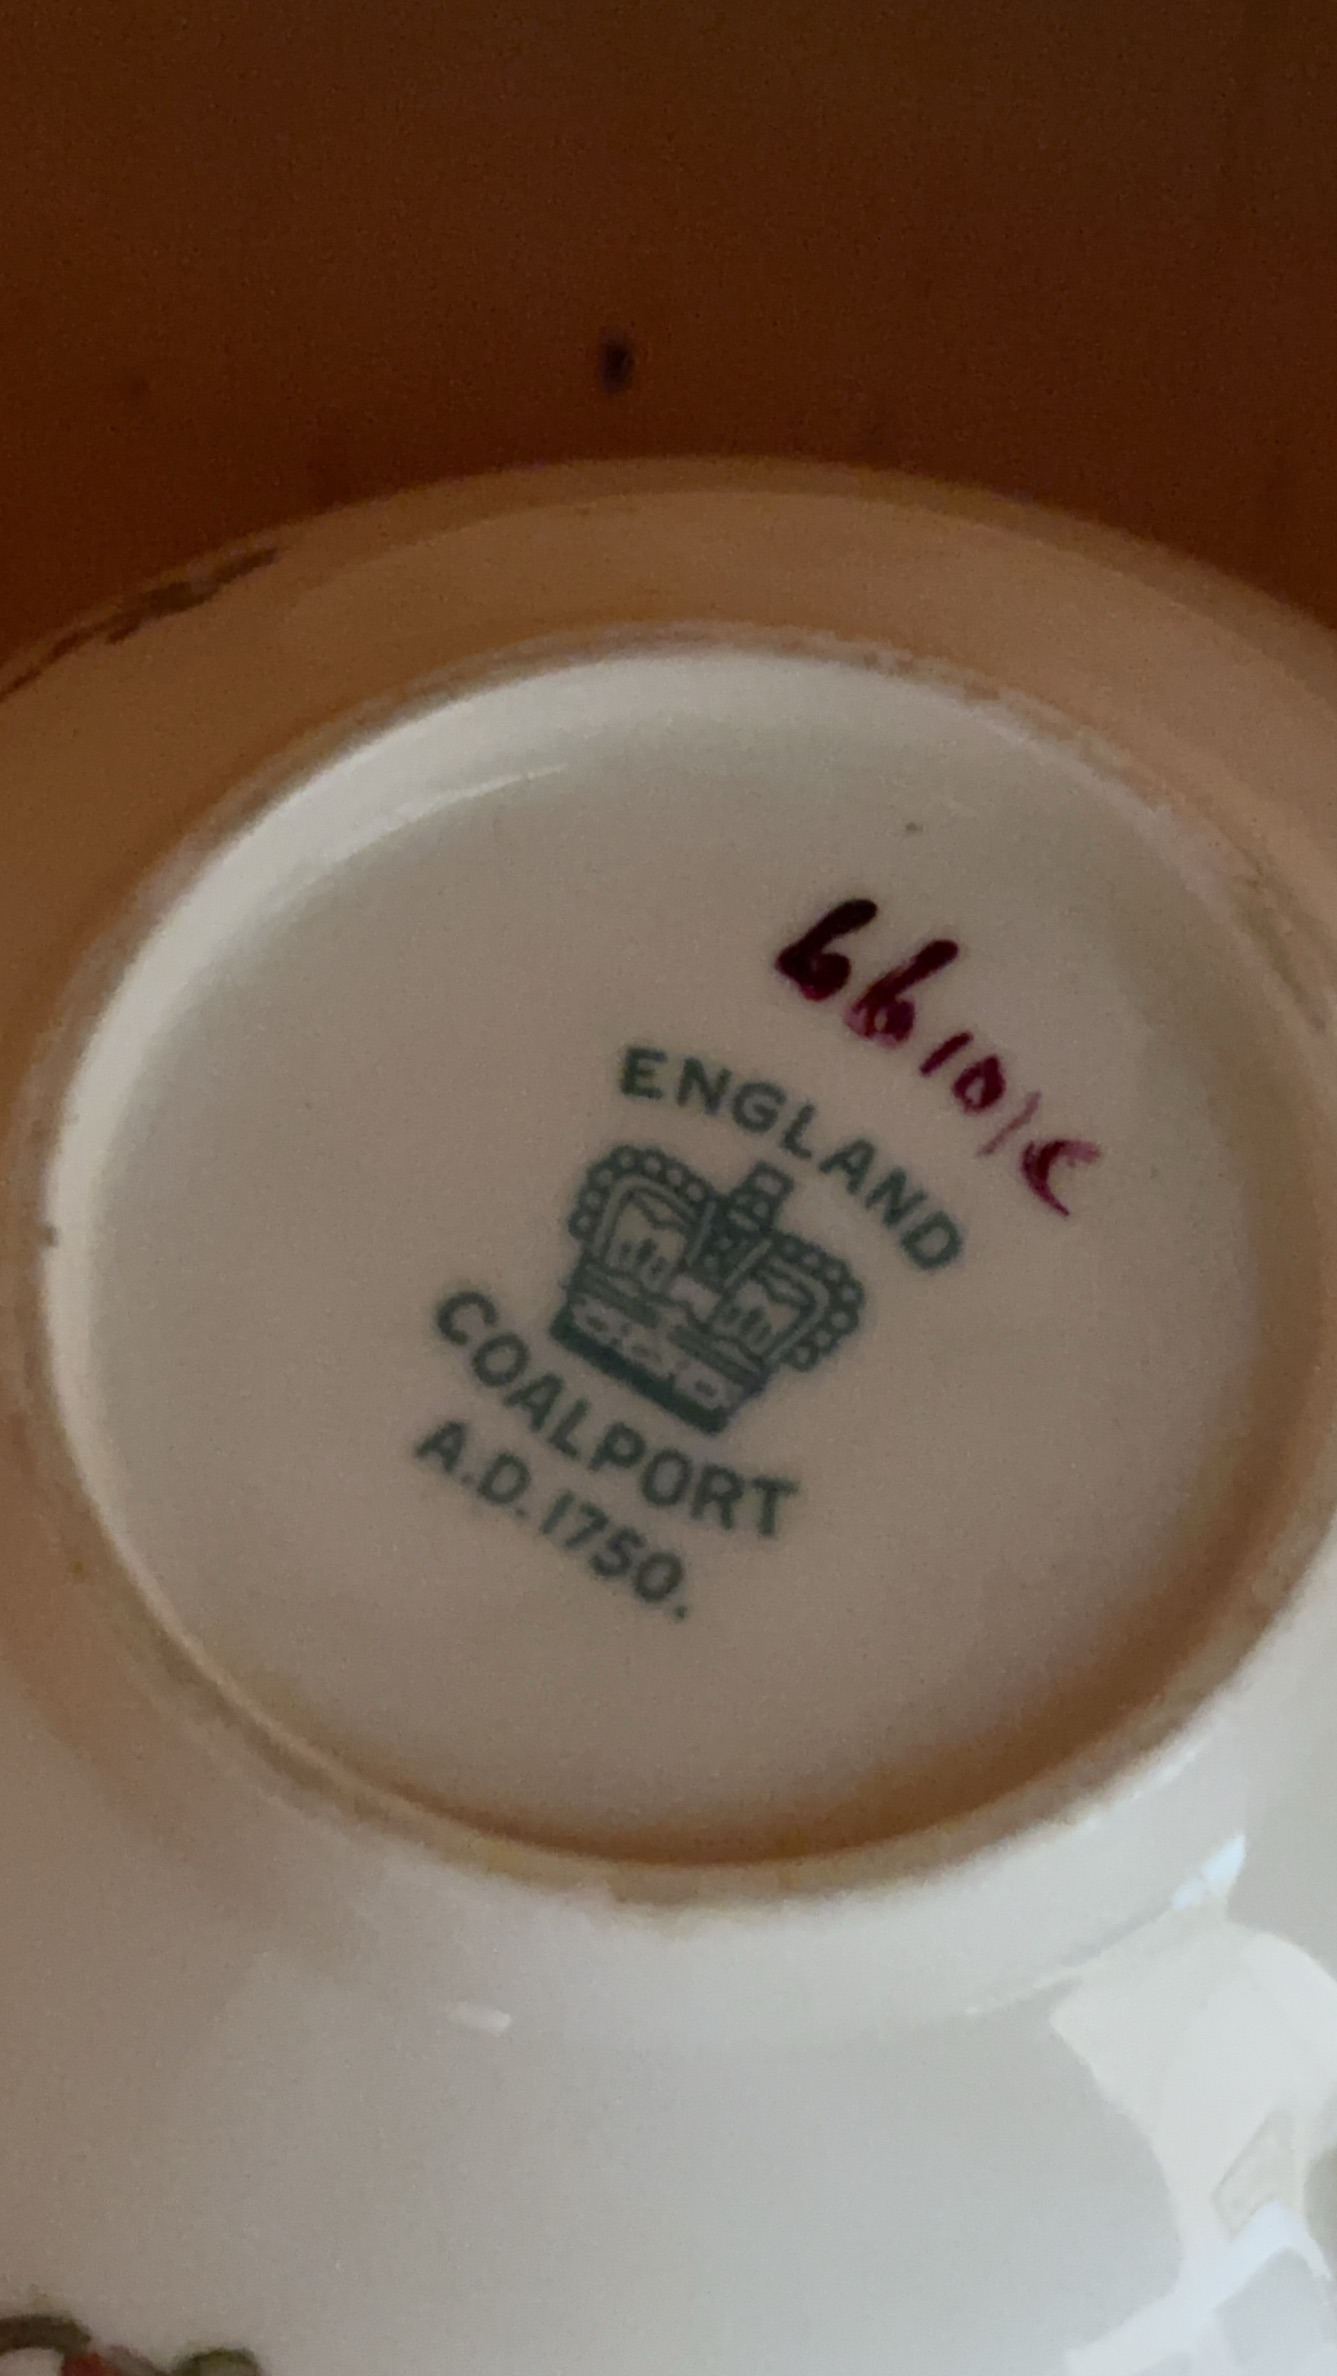 6610/C
ENGLAND
COALPORT
A.D. 1750.